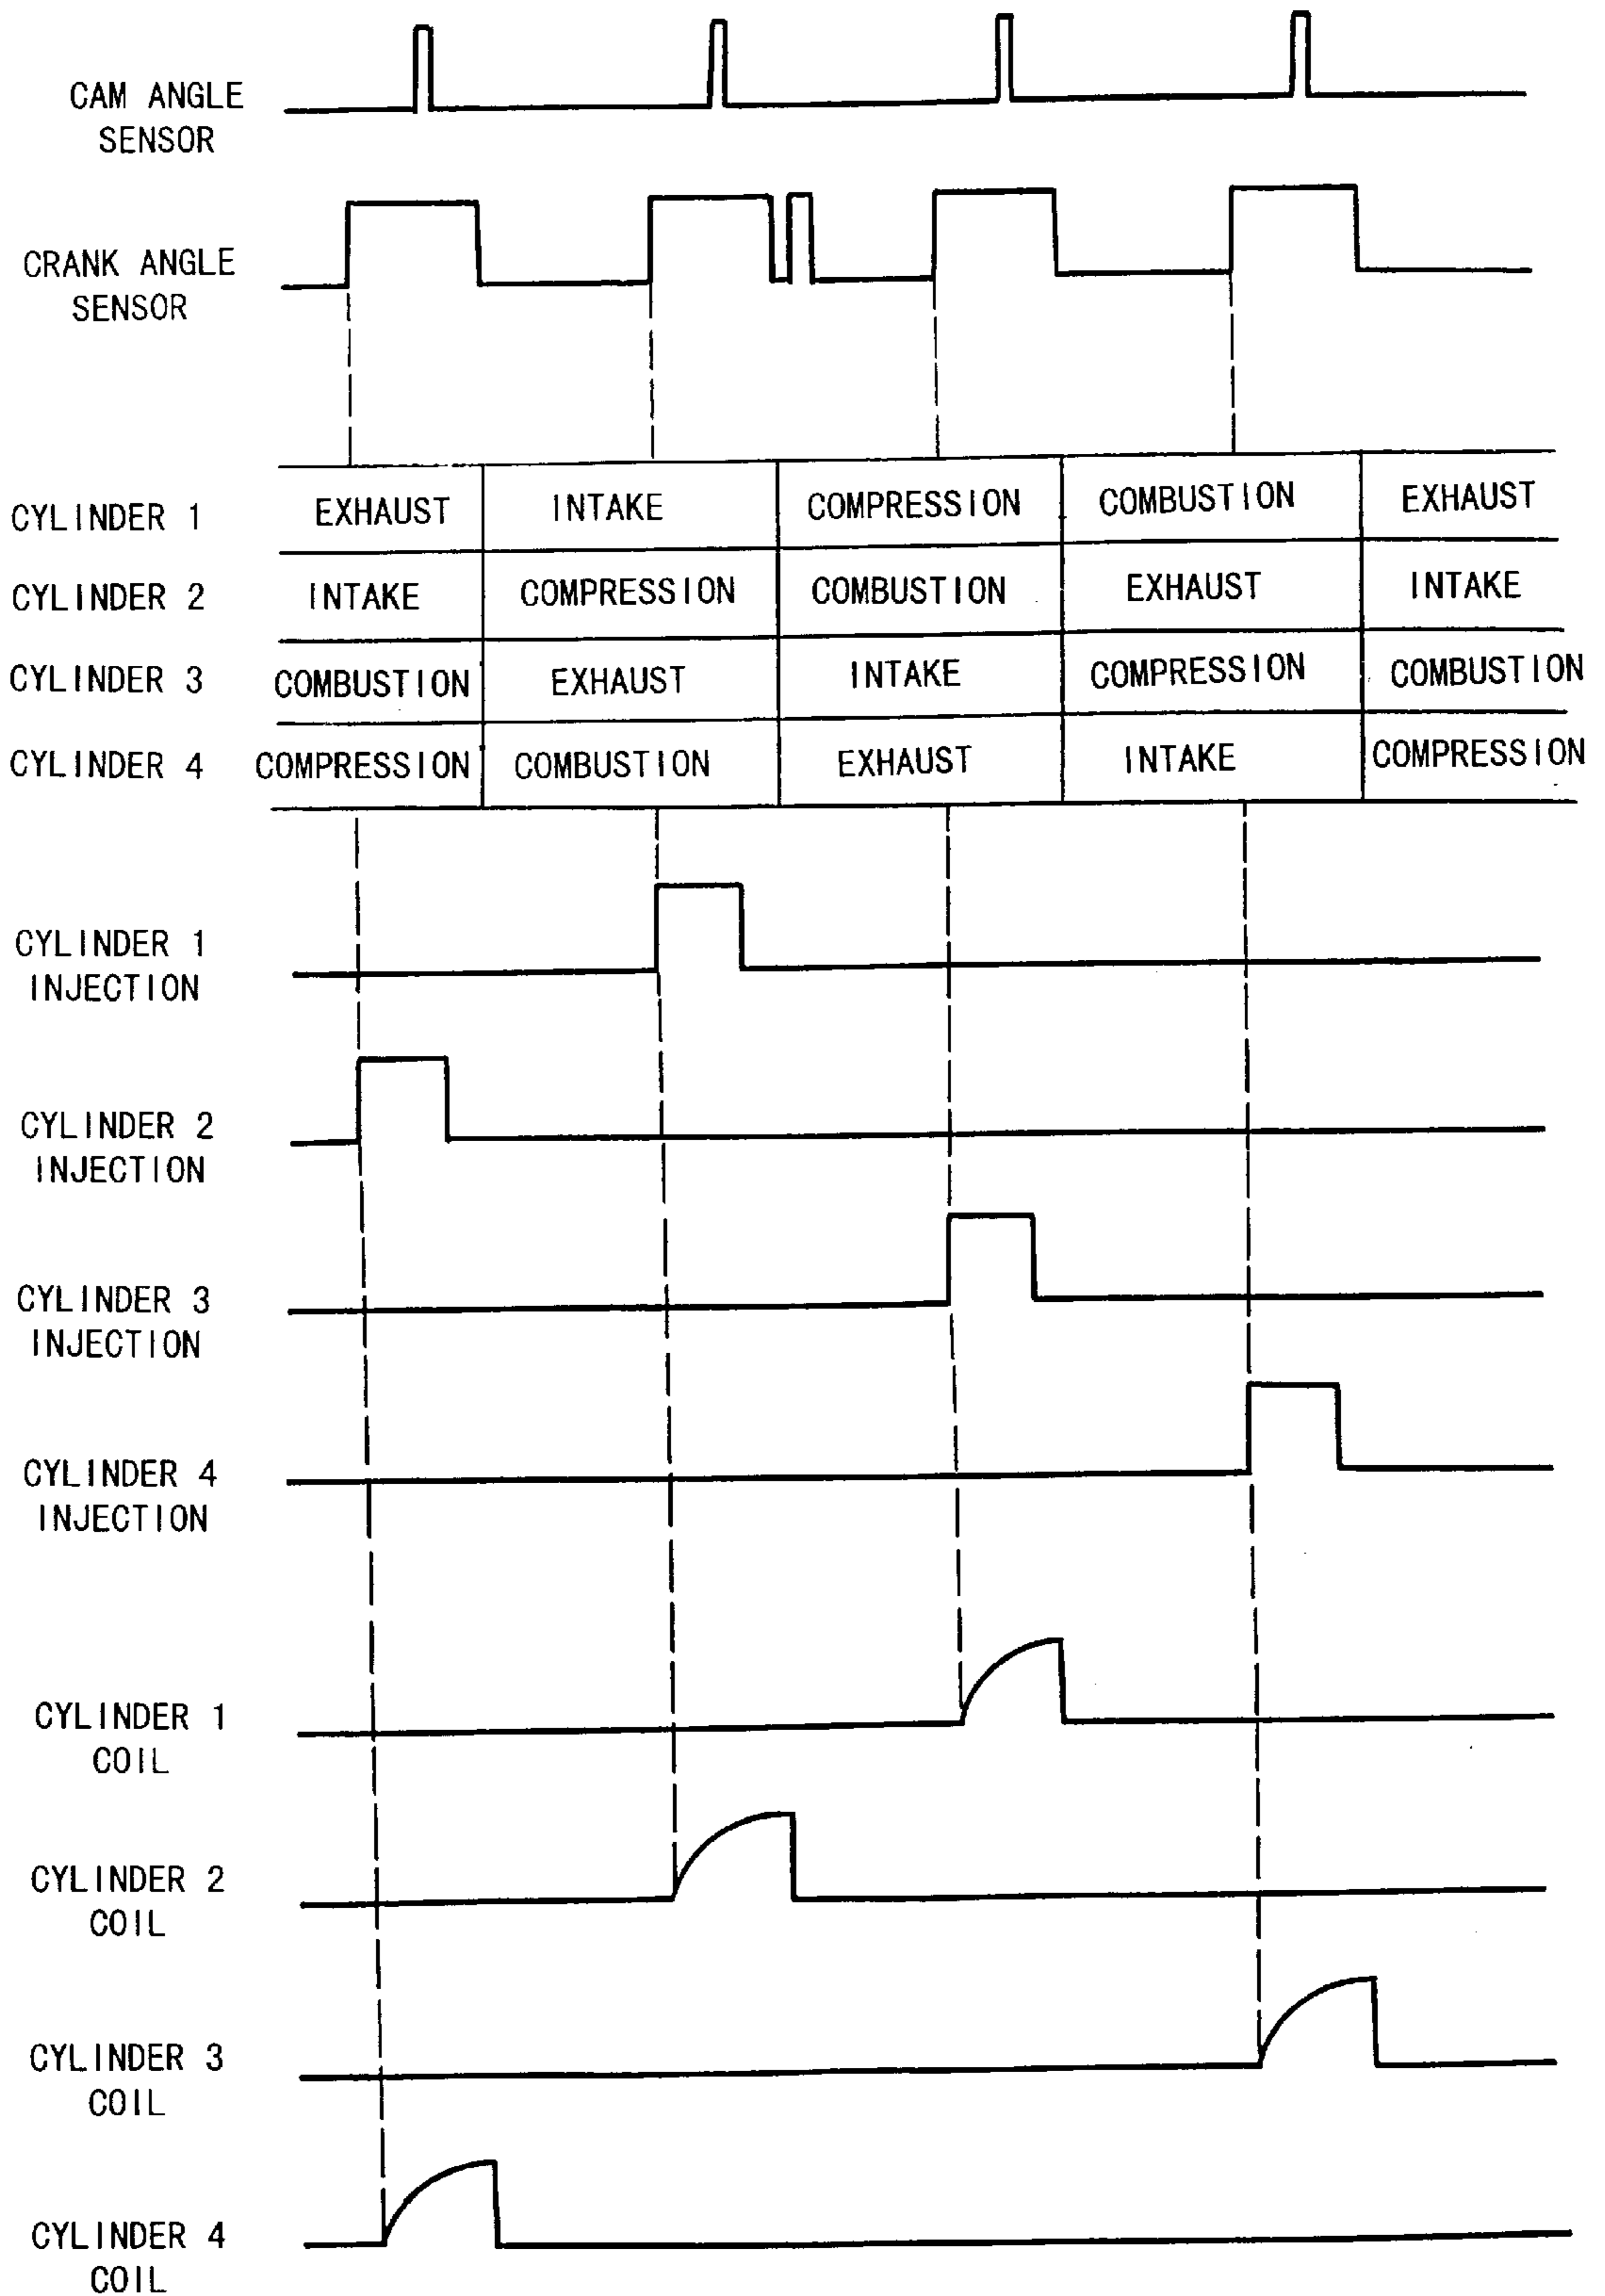 CAM ANGLE
SENSOR
CRANK ANGLE
SENSOR
CYLINDER 1 EXHAUST INTAKE COMPRESSION COMBUSTION EXHAUST
CYLINDER 2 INTAKE COMPRESSION COMBUSTION EXHAUST INTAKE
CYLINDER 3 COMBUSTION EXHAUST INTAKE COMPRESSION COMBUSTION
CYLINDER 4 COMPRESSION COMBUSTION EXHAUST INTAKE COMPRESSION
CYLINDER 1
INJECTION
CYLINDER 2
INJECTION
CYLINDER 3
INJECTION
CYLINDER 4
INJECTION
CYLINDER 1
COIL
CYLINDER 2
COIL
CYLINDER 3
COIL
CYLINDER 4
COIL